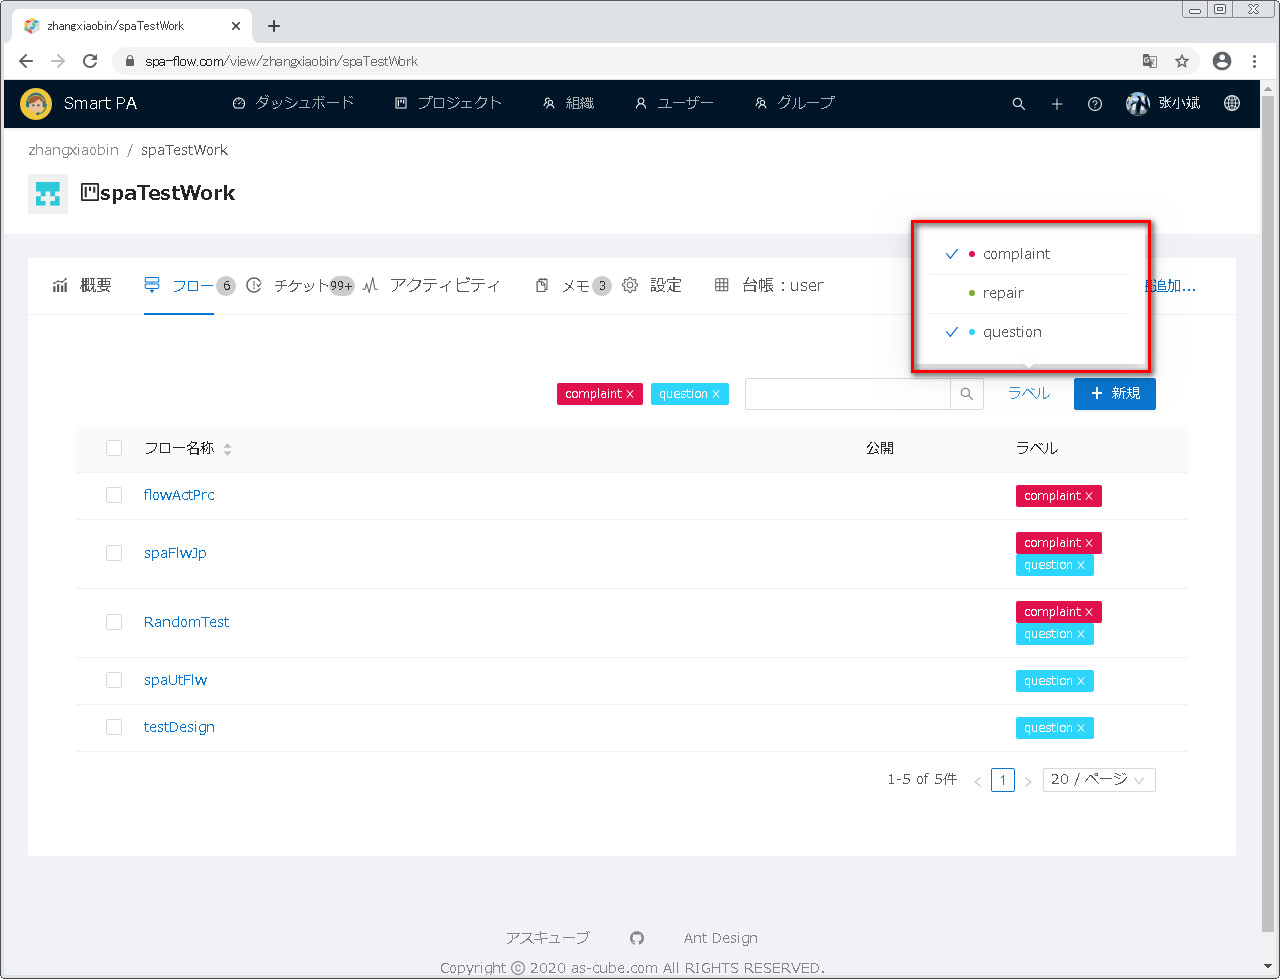 zhangxiaobin/spaTestWork
spa-flow.com/view/zhangxiaobin/spaTestWork
Smart PA ダッシュボード プロジェクト 組織 ユーザー グループ 张小斌
zhangxiaobin / spaTestWork
spaTestWork
complaint
repair
question
概要 フロー 6 チケット 99+ アクティビティ メモ 3 設定 台帳：user 追加...
complaint × question × ラベル + 新規
フロー名称 公開 ラベル
flowActPrc complaint ×
spaFlwJp complaint ×
question ×
RandomTest complaint ×
question ×
spaUtFlw question ×
testDesign question ×
1-5 of 5件 < 1 > 20 / ページ
アスキューブ Ant Design
Copyright © 2020 as-cube.com All RIGHTS RESERVED.